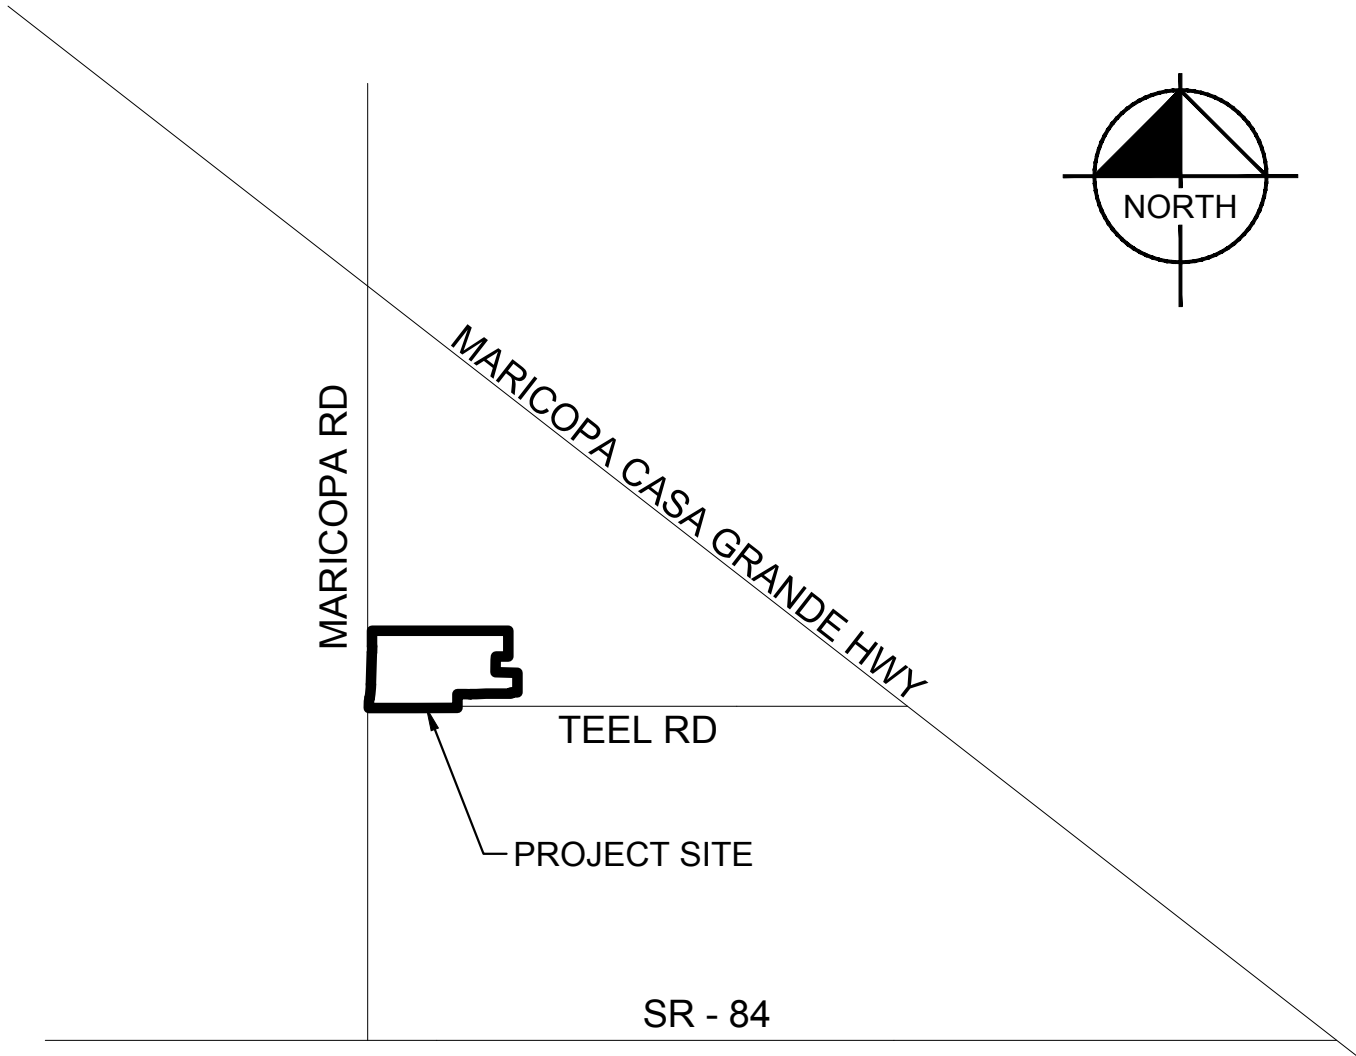 NORTH
MARICOPA CASA GRANDE HWY
MARICOPA RD
TEEL RD
PROJECT SITE
SR - 84